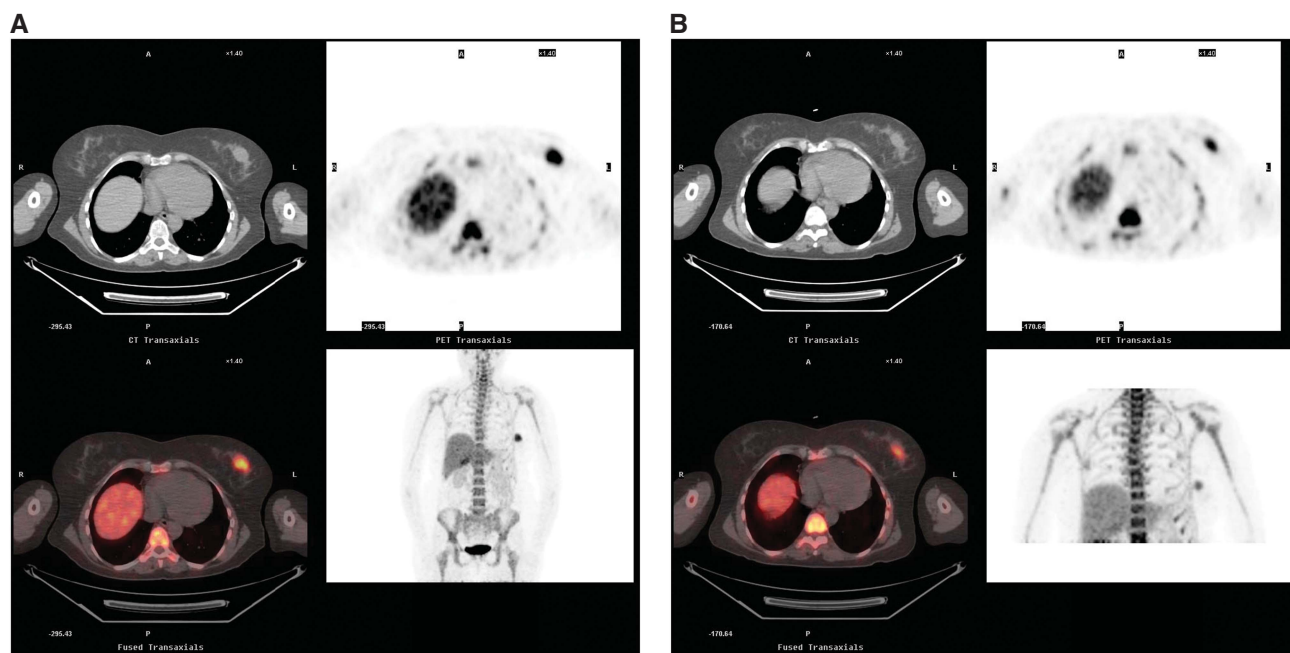 A
B
A
×1.40
R
L
-295.43
P
CT Transaxials
A
×1.40
R
L
-295.43
P
PET Transaxials
A
×1.40
R
L
-295.43
P
Fused Transaxials
A
×1.40
R
L
-170.64
P
CT Transaxials
A
×1.40
R
L
-170.64
P
PET Transaxials
A
×1.40
R
L
-170.64
P
Fused Transaxials